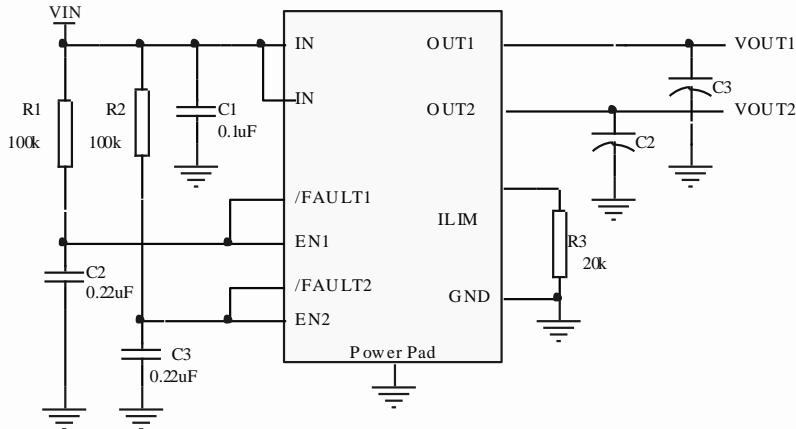 VIN
IN
OUT1
VOUT1
R1
100k
R2
100k
C1
0.1uF
IN
OUT2
C3
VOUT2
C2
/FAULT1
ILIM
EN1
R3
20k
C2
0.22uF
/FAULT2
GND
EN2
C3
0.22uF
Power Pad